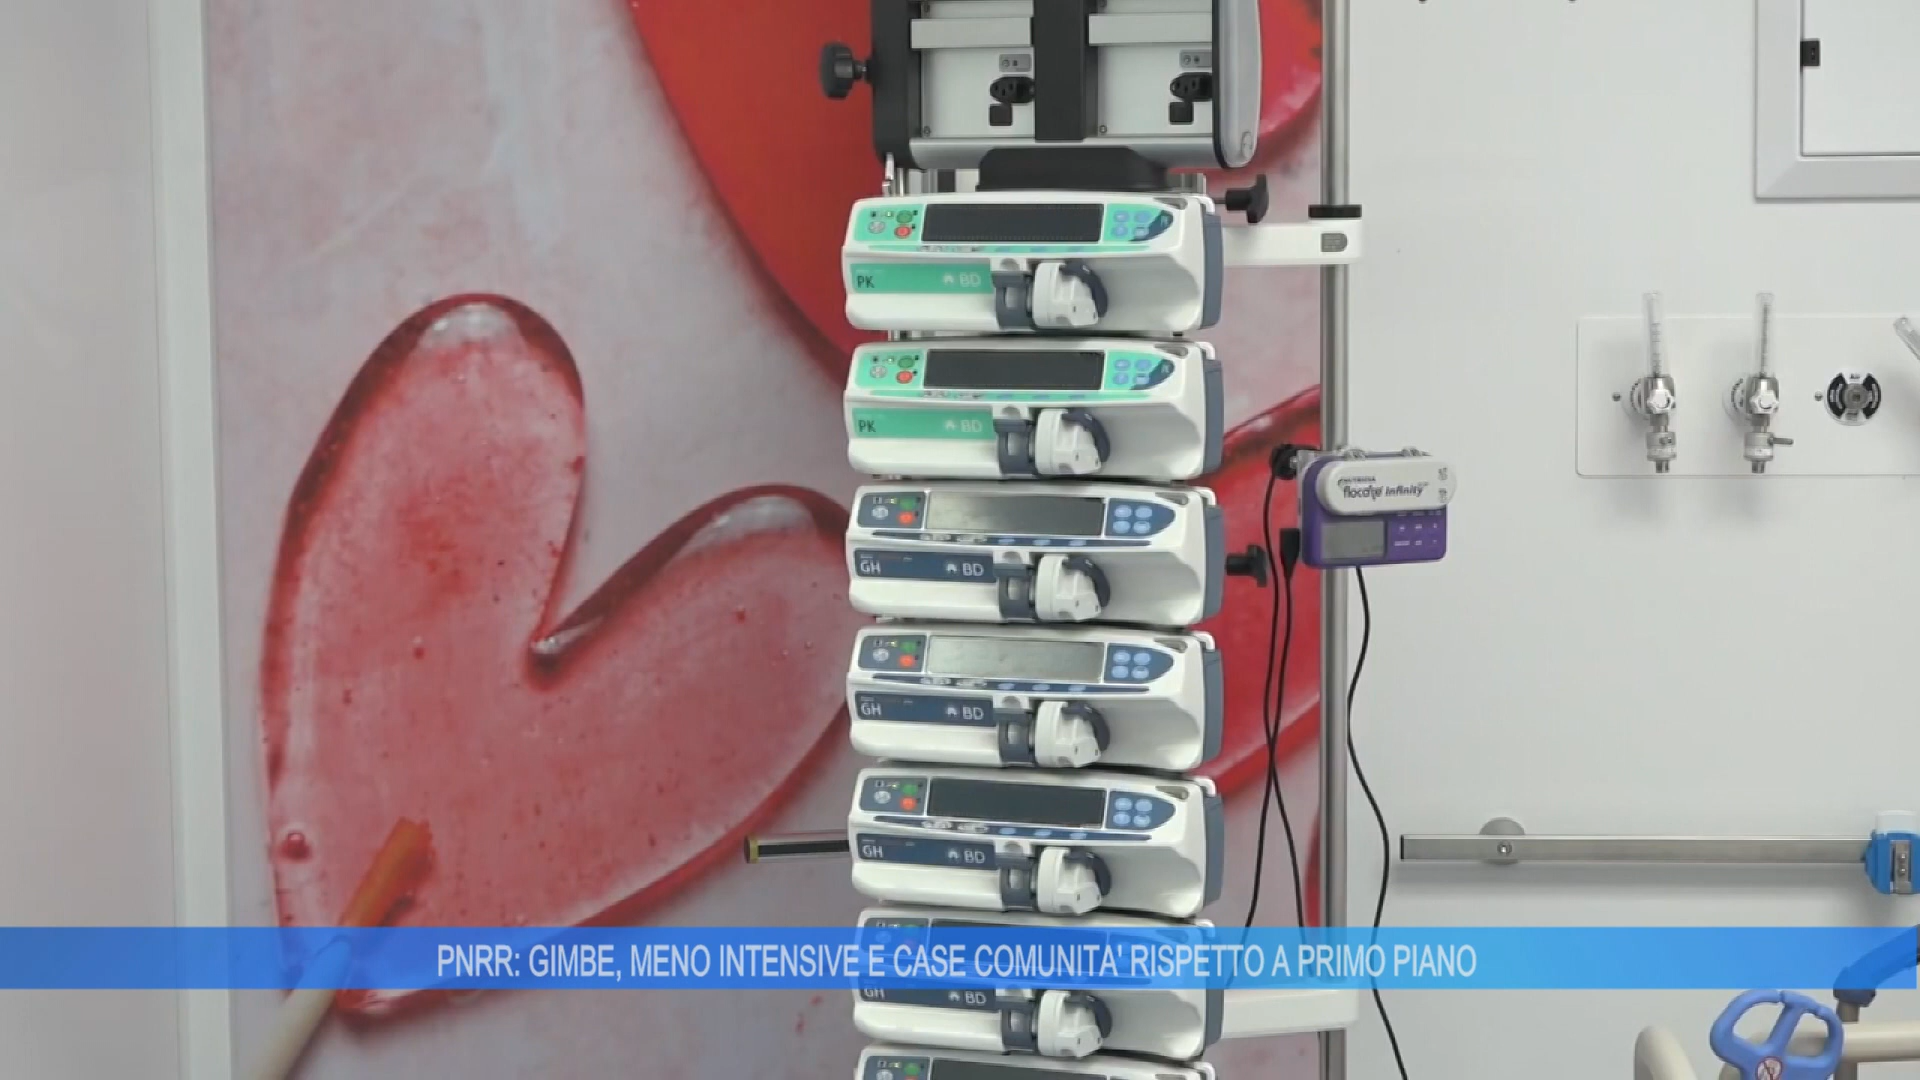 PK BD
PK BD
GH BD
NUTRICIA
flocare infinity
GH BD
GH BD
PNRR: GIMBE, MENO INTENSIVE E CASE COMUNITA' RISPETTO A PRIMO PIANO
GH BD